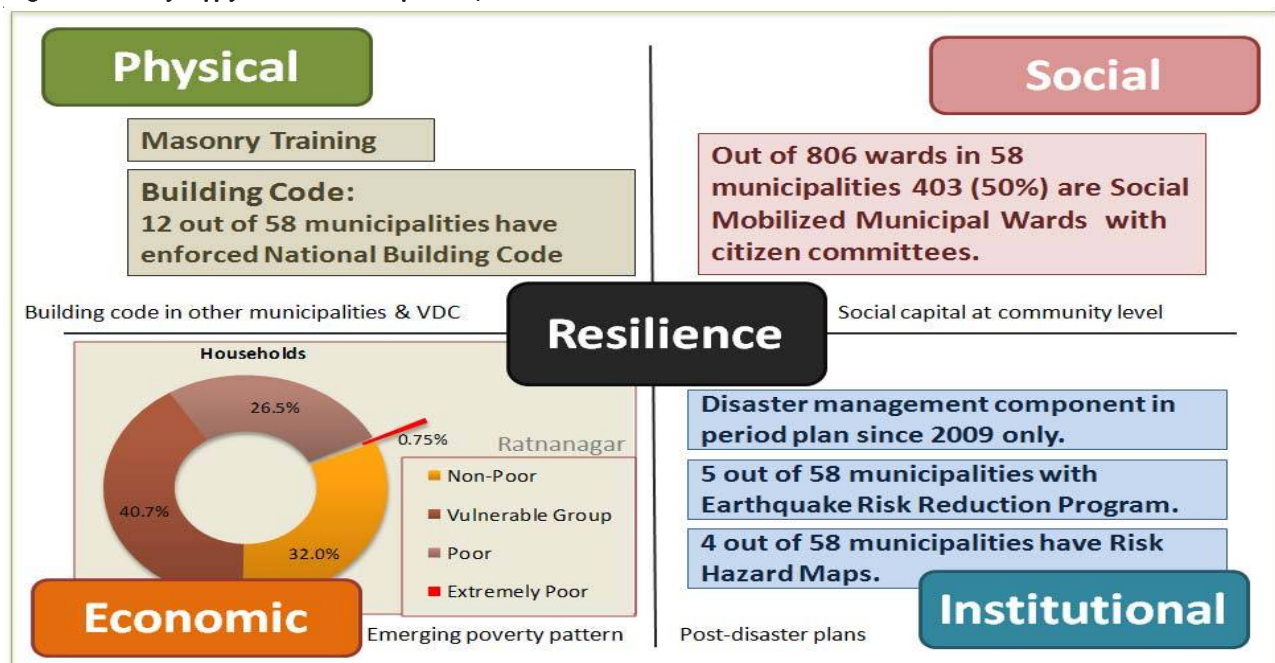 Physical
Masonry Training
Building Code:
12 out of 58 municipalities have
enforced National Building Code
Building code in other municipalities & VDC
Social
Out of 806 wards in 58
municipalities 403 (50%) are Social
Mobilized Municipal Wards with
citizen committees.
Social capital at community level
Resilience
Households
26.5%
0.75%
40.7%
32.0%
Ratnanagar
Non-Poor
Vulnerable Group
Poor
Extremely Poor
Economic
Emerging poverty pattern
Disaster management component in
period plan since 2009 only.
5 out of 58 municipalities with
Earthquake Risk Reduction Program.
4 out of 58 municipalities have Risk
Hazard Maps.
Institutional
Post-disaster plans